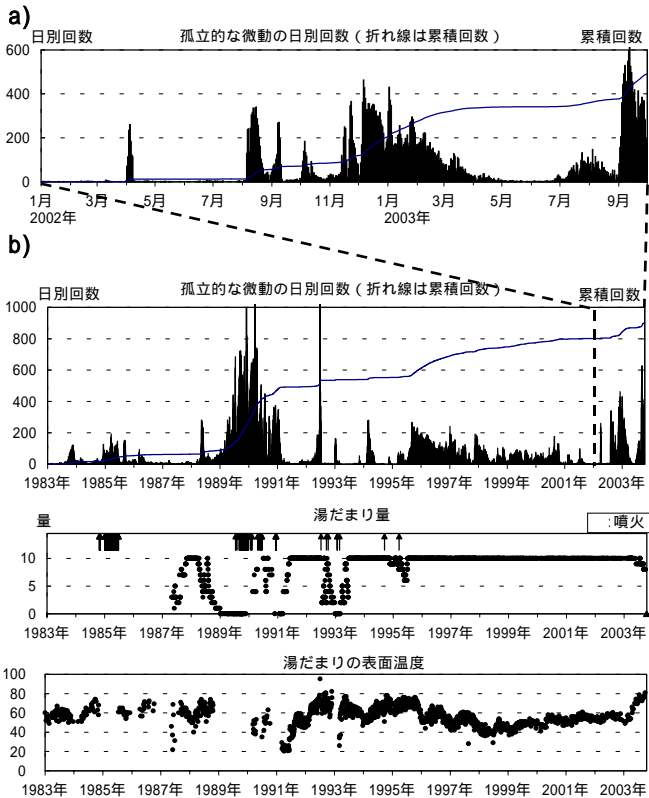 a)
日別回数 孤立的な微動の日別回数（折れ線は累積回数） 累積回数
600
400
200
0
1月 3月 5月 7月 9月 11月 1月 3月 5月 7月 9月
2002年 2003年
b)
日別回数 孤立的な微動の日別回数（折れ線は累積回数） 累積回数
1000
800
600
400
200
0
1983年 1985年 1987年 1989年 1991年 1993年 1995年 1997年 1999年 2001年 2003年
量 湯だまり量 :噴火
10
5
0
1983年 1985年 1987年 1989年 1991年 1993年 1995年 1997年 1999年 2001年 2003年
湯だまりの表面温度
100
80
60
40
20
0
1983年 1985年 1987年 1989年 1991年 1993年 1995年 1997年 1999年 2001年 2003年